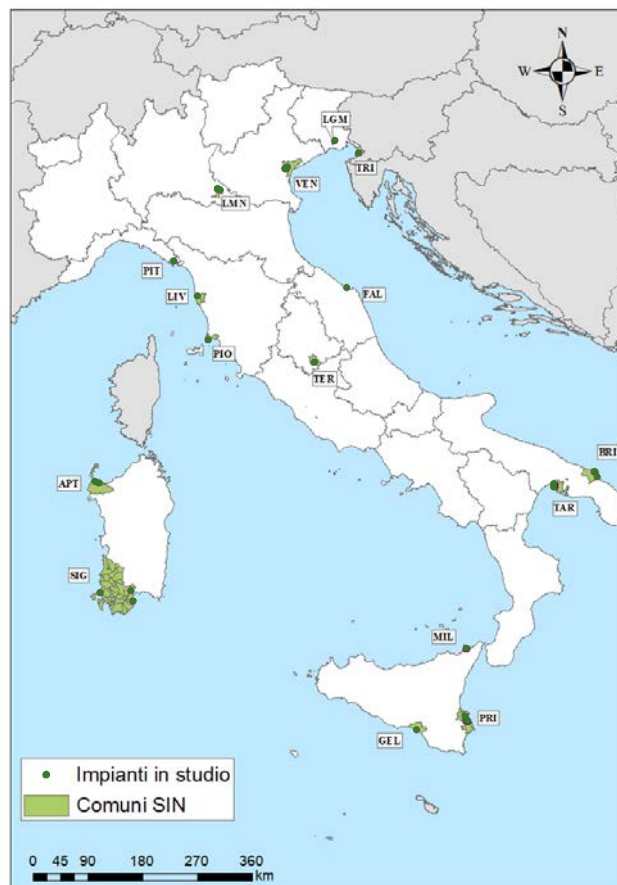 N
W E
S
LGM
TRI
VEN
LMN
PIT
LIV
FAL
PIO
TER
APT
BRI
TAR
SIG
MIL
PRI
GEL
Impianti in studio
Comuni SIN
0 45 90 180 270 360
km